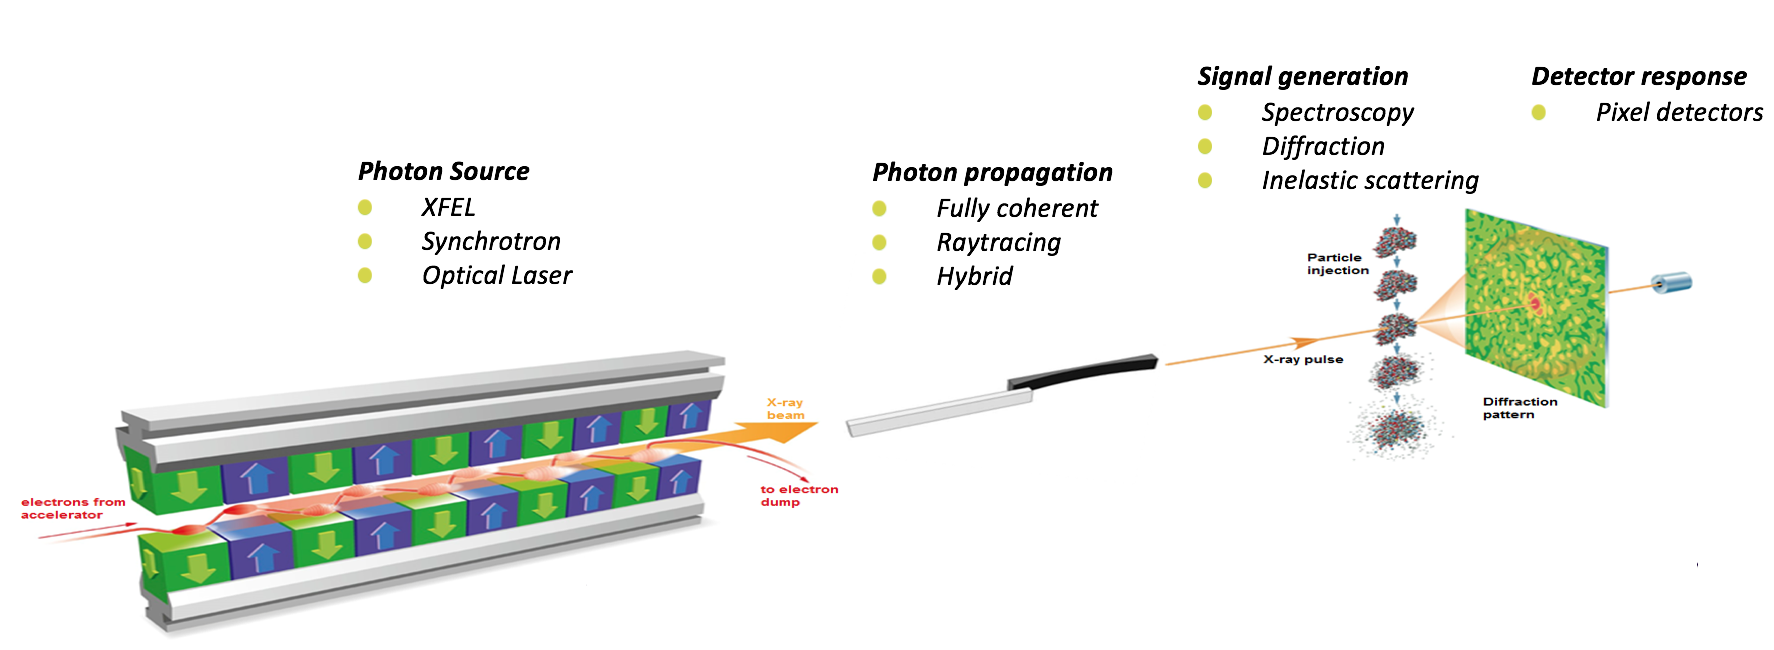 Photon Source
XFEL
Synchrotron
Optical Laser
Photon propagation
Fully coherent
Raytracing
Hybrid
Signal generation
Spectroscopy
Diffraction
Inelastic scattering
Detector response
Pixel detectors
electrons from
accelerator
X-ray
beam
to electron
dump
X-ray pulse
Particle
injection
Diffraction
pattern